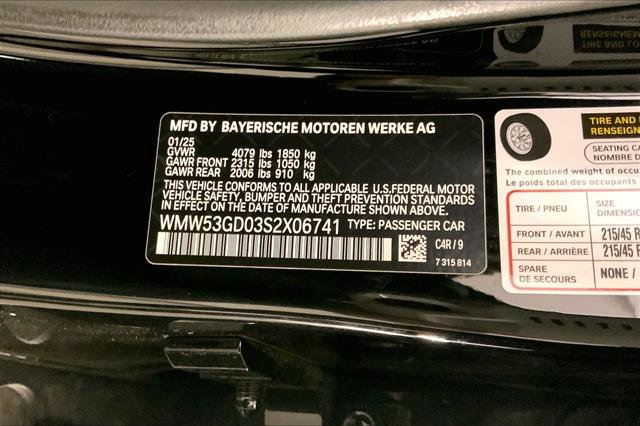 MFD BY BAYERISCHE MOTOREN WERKE AG
01/25
GVWR 4079 lbs 1850 kg
GAWR FRONT 2315 lbs 1050 kg
GAWR REAR 2006 lbs 910 kg
THIS VEHICLE CONFORMS TO ALL APPLICABLE U.S.FEDERAL MOTOR
VEHICLE SAFETY, BUMPER AND THEFT PREVENTION STANDARDS
IN EFFECT ON THE DATE OF MANUFACTURE SHOWN ABOVE.
WMW53GD03S2X06741 TYPE: PASSENGER CAR
C4R / 9
7 315 814
TIRE AND
RENSEIGNEM
SEATING CA
NOMBRE D
The combined weight of occu
Le poids total des occupants
TIRE / PNEU SIZE
DIMENSI
FRONT / AVANT 215/45 R
REAR / ARRIÈRE 215/45 R
SPARE
DE SECOURS NONE /